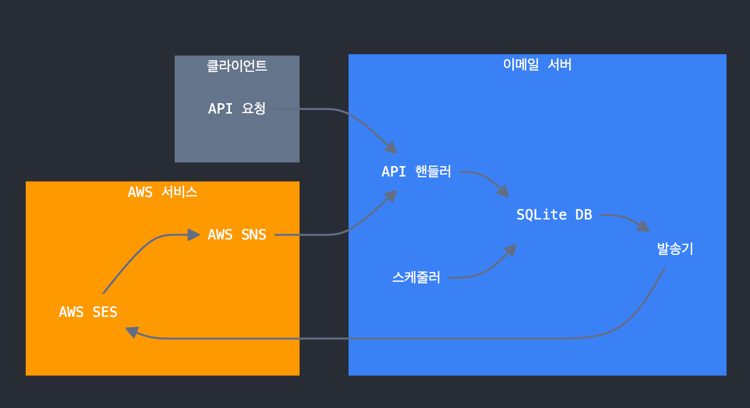 클라이언트
API 요청
이메일 서버
API 핸들러
SQLite DB
발송기
스케줄러
AWS 서비스
AWS SNS
AWS SES